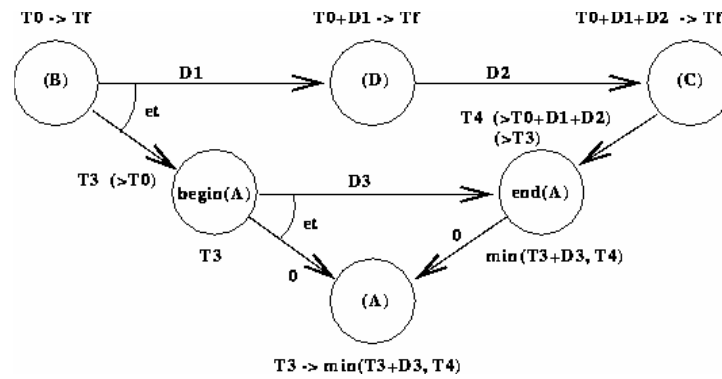 T0 -> Tf
T0+D1 -> Tf
T0+D1+D2 -> Tf
(B)
D1
(D)
D2
(C)
et
T4 (>T0+D1+D2)
(>T3)
T3 (>T0)
begin(A)
D3
end(A)
et
T3
0
0
min(T3+D3, T4)
(A)
T3 -> min(T3+D3, T4)